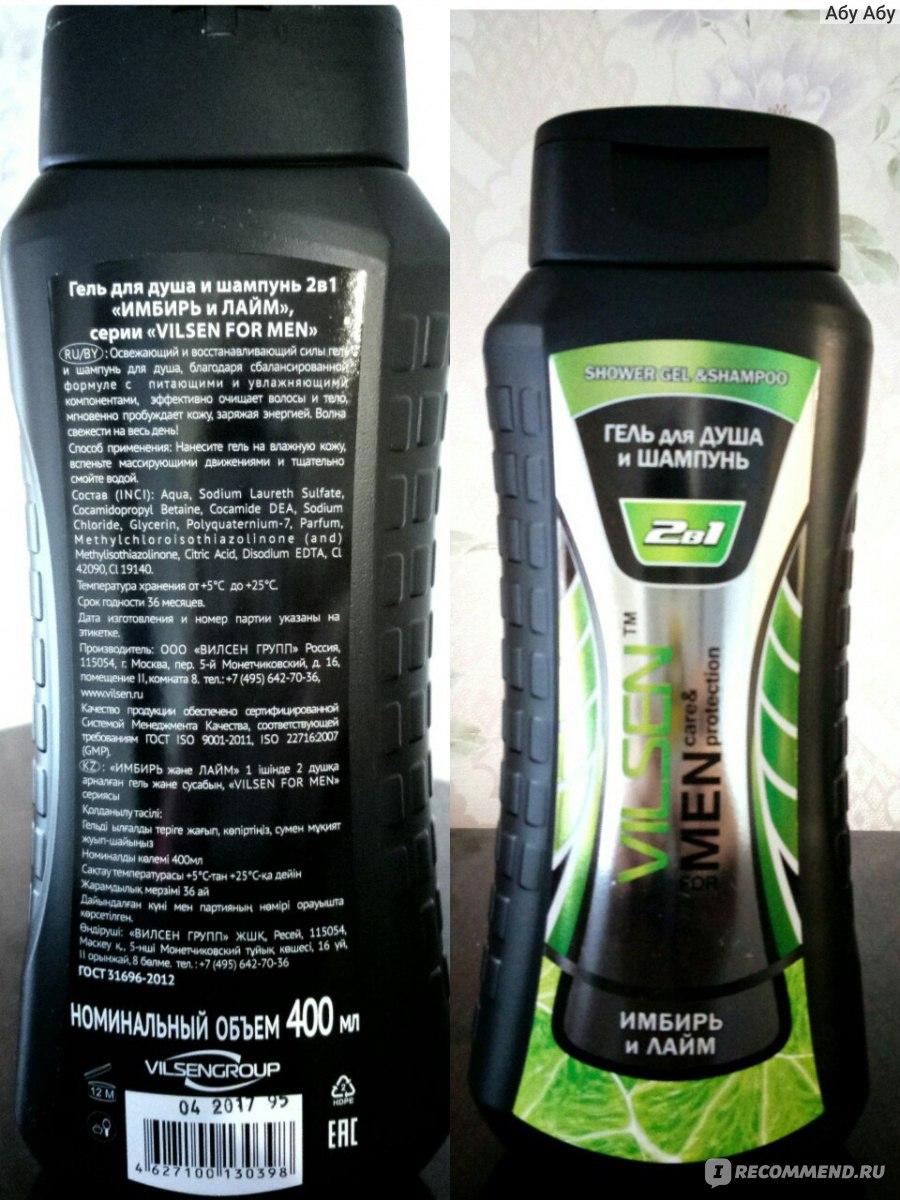 Абу Абу
Гель для душа и шампунь 2в1
«ИМБИРЬ и ЛАЙМ»,
серии «VILSEN FOR MEN»
RU/BY : Освежающий и восстанавливающий силы гель
и шампунь для душа, благодаря сбалансированной
формуле с питающими и увлажняющими
компонентами, эффективно очищает волосы и тело,
мгновенно пробуждает кожу, заряжая энергией. Волна
свежести на весь день!
Способ применения: Нанесите гель на влажную кожу,
вспеньте массирующими движениями и тщательно
смойте водой.
Состав (INCI): Aqua, Sodium Laureth Sulfate,
Cocamidopropyl Betaine, Cocamide DEA, Sodium
Chloride, Glycerin, Polyquaternium-7, Parfum,
Methylchloroisothiazolinone (and)
Methylisothiazolinone, Citric Acid, Disodium EDTA, CI
42090, CI 19140.
Температура хранения от +5°С до +25°С.
Срок годности 36 месяцев.
Дата изготовления и номер партии указаны на
этикетке.
Производитель: ООО «ВИЛСЕН ГРУПП» Россия,
115054, г. Москва, пер. 5-й Монетчиковский, д. 16,
помещение II, комната 8. тел.: +7 (495) 642-70-36,
www.vilsen.ru
Качество продукции обеспечено сертифицированной
Системой Менеджмента Качества, соответствующей
требованиям ГОСТ ISO 9001-2011, ISO 22716:2007
(GMP).
KZ : «ИМБИРЬ және ЛАЙМ» 1 ішінде 2 душқа
арналған гель және сусабын, «VILSEN FOR MEN»
сериясы
Қолданылу тәсілі:
Гельді ылғалды теріге жағып, көпіртіңіз, сумен мұқият
жуып-шайыңыз
Номиналды көлемі 400мл
Сақтау температурасы +5°С-тан +25°С-қа дейін
Жарамдылық мерзімі 36 ай
Дайындалған күні мен партияның нөмірі орауышта
көрсетілген.
Өндіруші: «ВИЛСЕН ГРУПП» ЖШҚ, Ресей, 115054,
Мәскеу қ., 5-нші Монетчиковский тұйық көшесі, 16 үй,
II орынжай, 8 бөлме. тел.: +7 (495) 642-70-36
ГОСТ 31696-2012
НОМИНАЛЬНЫЙ ОБЪЕМ 400 мл
VILSENGROUP
12 M
2
HDPE
04 2017 95
EAC
4 627100 130398
SHOWER GEL &SHAMPOO
ГЕЛЬ для ДУША
и ШАМПУНЬ
2в1
VILSEN ™
FOR MEN care& protection
ИМБИРЬ
и ЛАЙМ
IRECOMMEND.RU